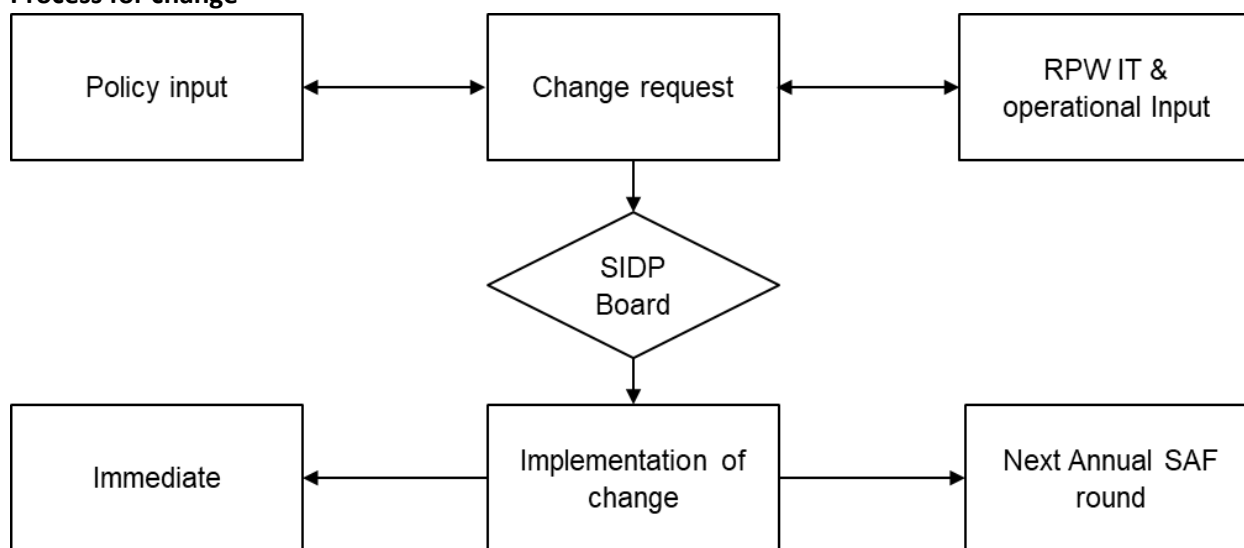 Process for change
Policy input
Change request
RPW IT &
operational Input
SIDP
Board
Immediate
Implementation of
change
Next Annual SAF
round